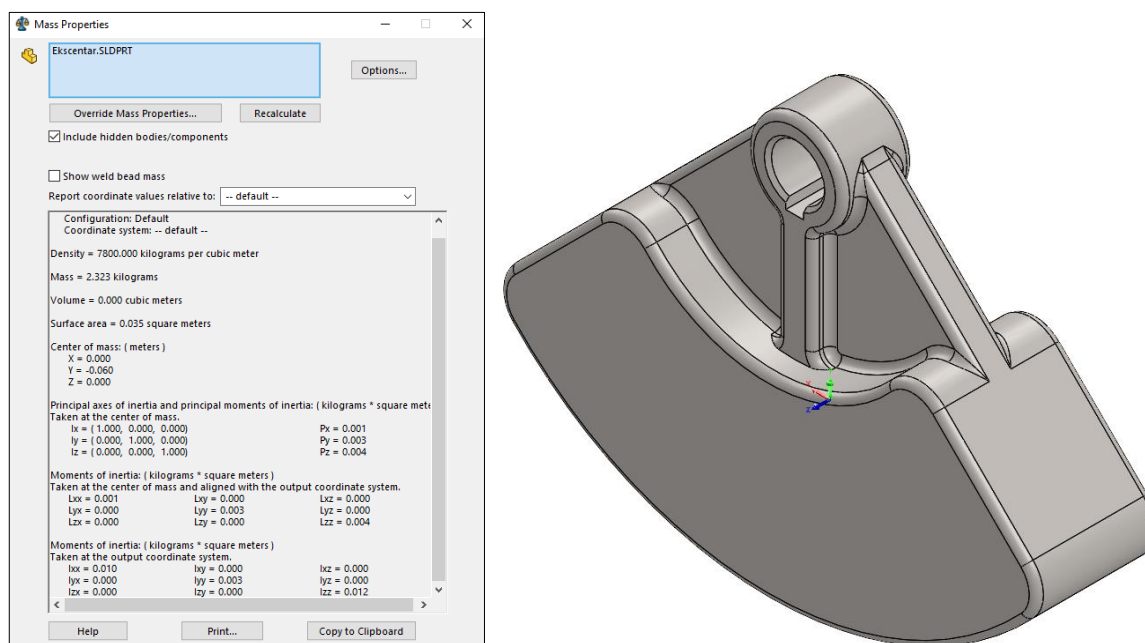 Mass Properties
Ekscentar.SLDPRT
Options...
Override Mass Properties... Recalculate
Include hidden bodies/components
Show weld bead mass
Report coordinate values relative to: -- default --
Configuration: Default
Coordinate system: -- default --
Density = 7800.000 kilograms per cubic meter
Mass = 2.323 kilograms
Volume = 0.000 cubic meters
Surface area = 0.035 square meters
Center of mass: ( meters )
X = 0.000
Y = -0.060
Z = 0.000
Principal axes of inertia and principal moments of inertia: ( kilograms * square mete
Taken at the center of mass.
Ix = ( 1.000, 0.000, 0.000) Px = 0.001
Iy = ( 0.000, 1.000, 0.000) Py = 0.003
Iz = ( 0.000, 0.000, 1.000) Pz = 0.004
Moments of inertia: ( kilograms * square meters )
Taken at the center of mass and aligned with the output coordinate system.
Lxx = 0.001 Lxy = 0.000 Lxz = 0.000
Lyx = 0.000 Lyy = 0.003 Lyz = 0.000
Lzx = 0.000 Lzy = 0.000 Lzz = 0.004
Moments of inertia: ( kilograms * square meters )
Taken at the output coordinate system.
Ixx = 0.010 Ixy = 0.000 Ixz = 0.000
Iyx = 0.000 Iyy = 0.003 Iyz = 0.000
Izx = 0.000 Izy = 0.000 Izz = 0.012
Help Print... Copy to Clipboard
X
Z